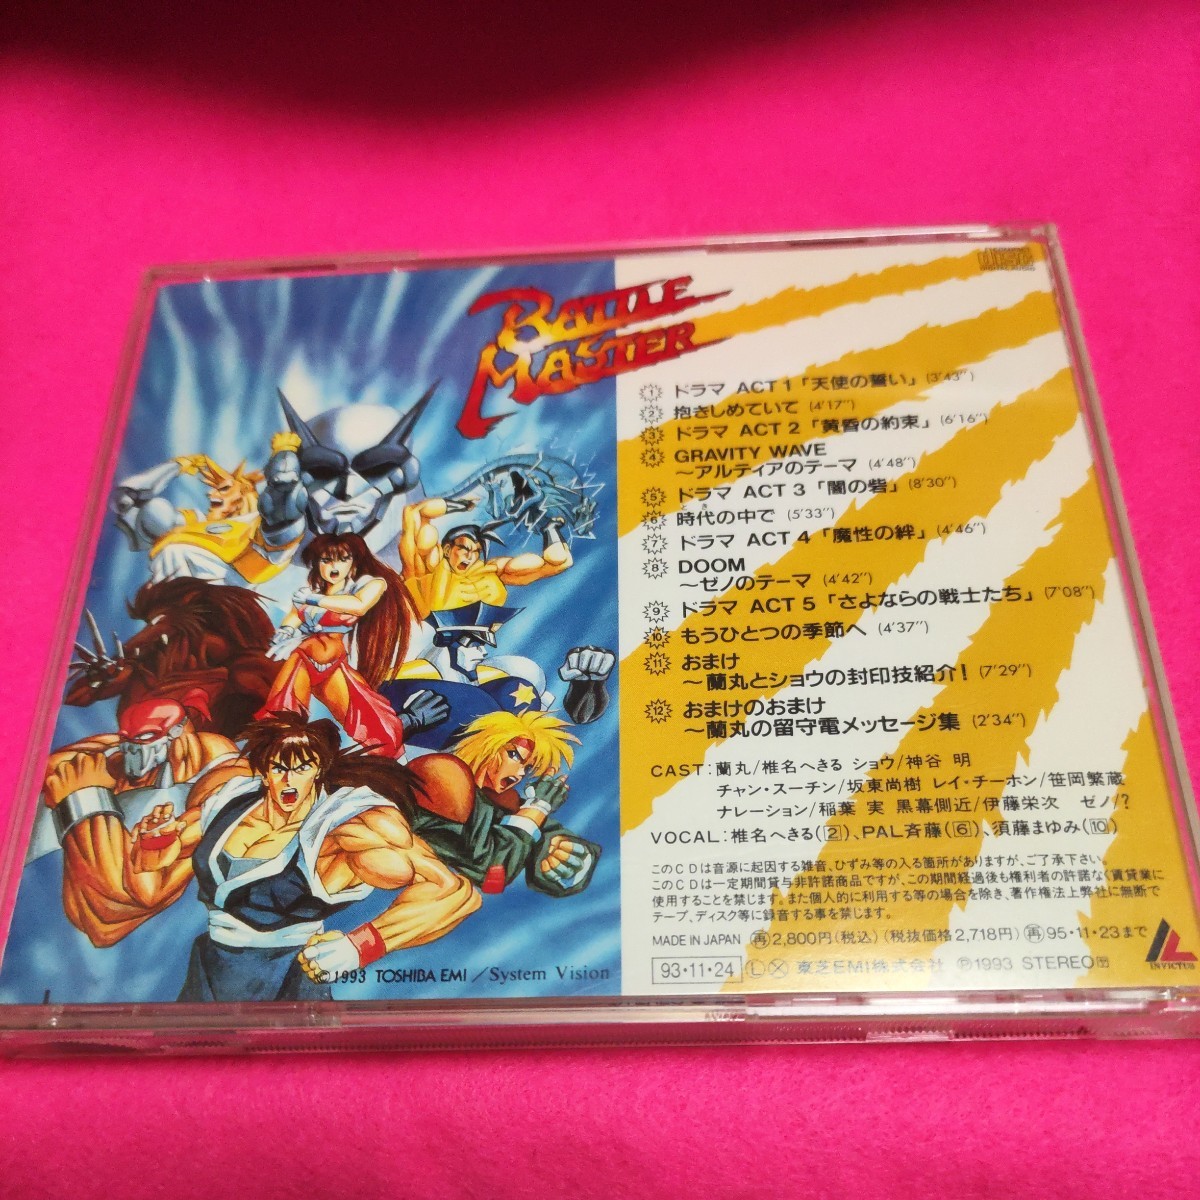 BATTLE
MASTER
1 ドラマ ACT 1「天使の誓い」(3'43")
2 抱きしめていて (4'17")
3 ドラマ ACT 2「黄昏の約束」(6'16")
4 GRAVITY WAVE
〜アルティアのテーマ (4'48")
5 ドラマ ACT 3「闇の砦」(8'30")
とき
6 時代の中で (5'33")
7 ドラマ ACT 4「魔性の絆」(4'46")
8 DOOM
〜ゼノのテーマ (4'42")
9 ドラマ ACT 5「さよならの戦士たち」(7'08")
10 もうひとつの季節へ (4'37")
11 おまけ
〜蘭丸とショウの封印技紹介! (7'29")
12 おまけのおまけ
〜蘭丸の留守電メッセージ集 (2'34")
CAST:蘭丸/椎名へきる ショウ/神谷 明
チャン・スーチン/坂東尚樹 レイ・チーホン/笹岡繁蔵
ナレーション/稲葉 実 黒幕側近/伊藤栄次 ゼノ/?
VOCAL:椎名へきる(2)、PAL斉藤(6)、須藤まゆみ(10)
このCDは音源に起因する雑音、ひずみ等の入る箇所がありますが、ご了承下さい。
このCDは一定期間貸与非許諾商品ですが、この期間経過後も権利者の許諾なく賃貸業に
使用することを禁じます。また個人的に利用する等の場合を除き、著作権法上弊社に無断で
テープ、ディスク等に録音する事を禁じます。
MADE IN JAPAN 再2,800円(税込)(税抜価格2,718円)再95・11・23まで
93・11・24 L X 東芝EMI株式会社 ℗1993 STEREO
INVICTUS
©1993 TOSHIBA EMI/System Vision